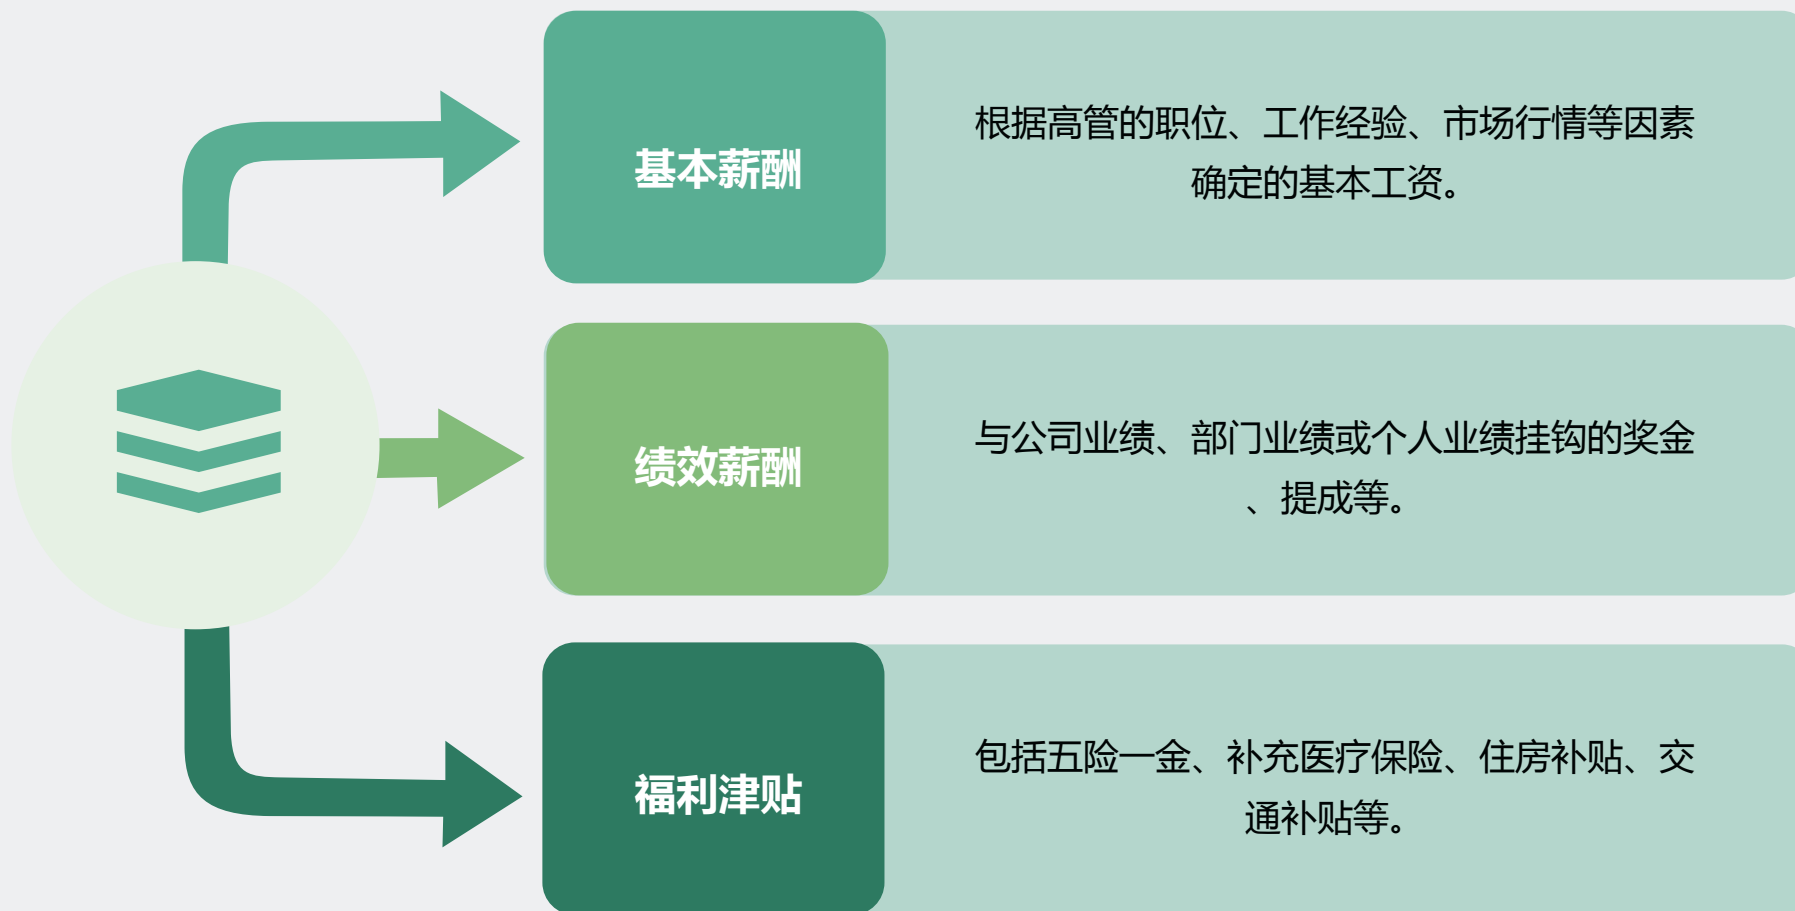 基本薪酬
根据高管的职位、工作经验、市场行情等因素
确定的基本工资。
绩效薪酬
与公司业绩、部门业绩或个人业绩挂钩的奖金
、提成等。
福利津贴
包括五险一金、补充医疗保险、住房补贴、交
通补贴等。